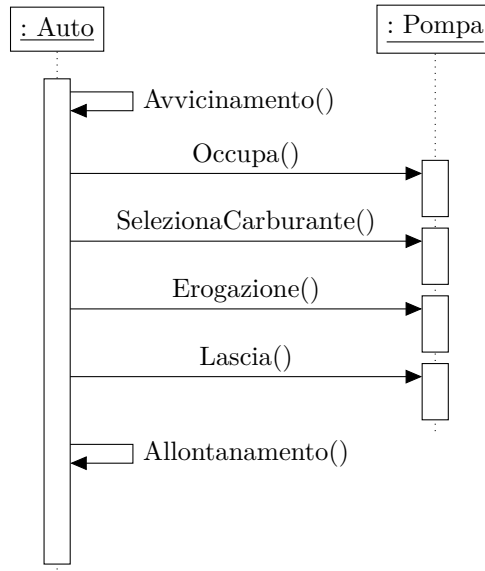 : Auto
: Pompa
Avvicinamento()
Occupa()
SelezionaCarburante()
Erogazione()
Lascia()
Allontanamento()